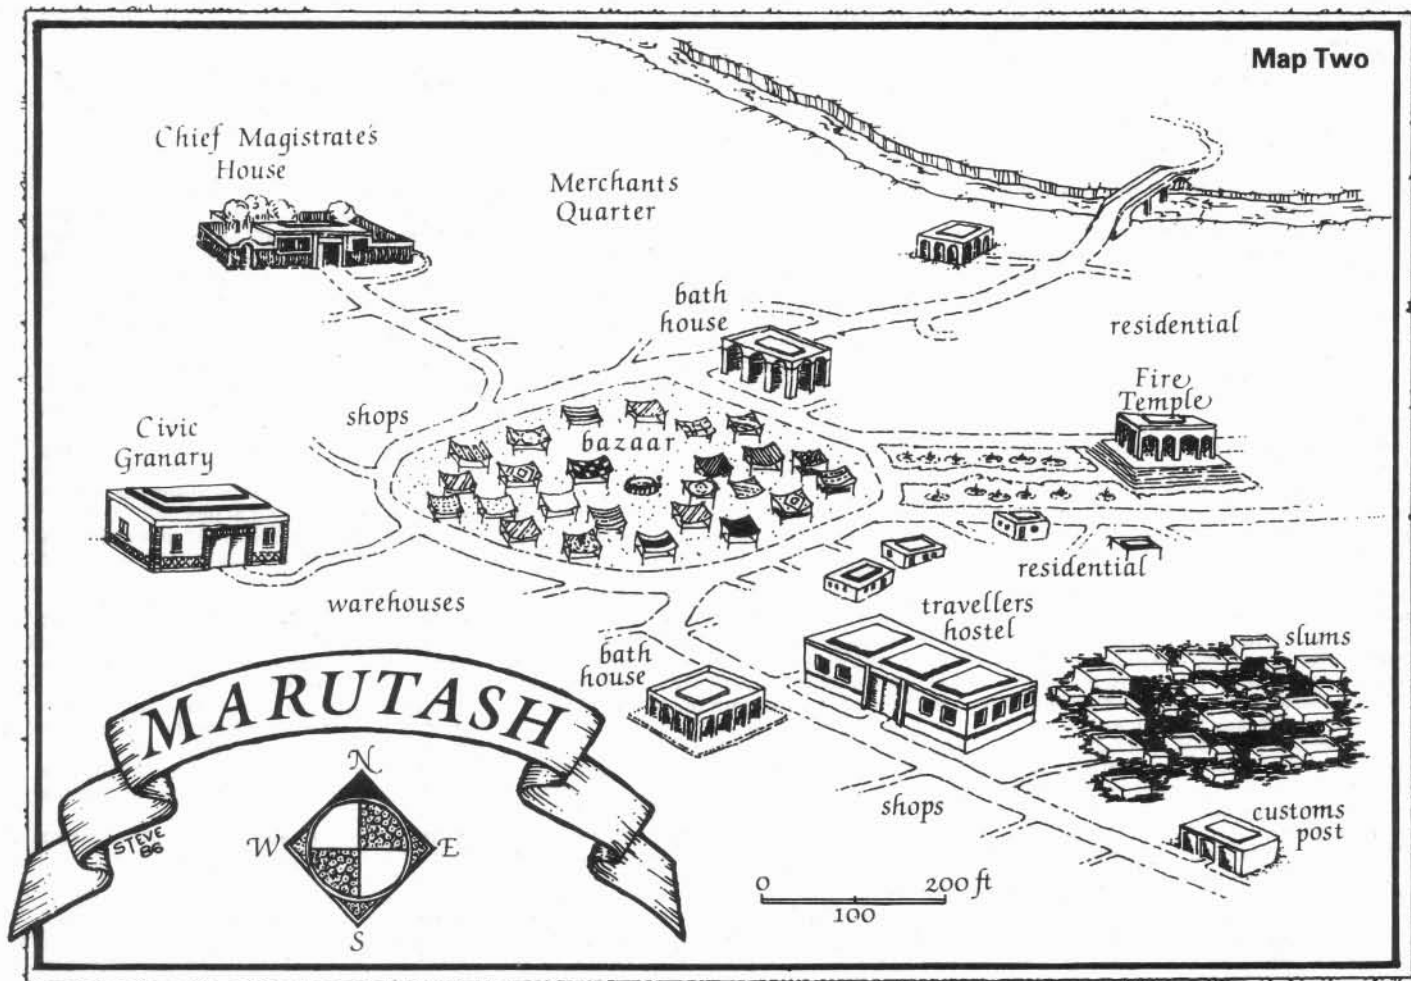 Map Two
Chief Magistrate's
House
Merchants
Quarter
bath
house
residential
Fire
Temple
shops
bazaar
Civic
Granary
residential
warehouses
travellers
hostel
slums
bath
house
MARUTASH
N
W
E
S
STEVE
86
shops
customs
post
0
200 ft
100